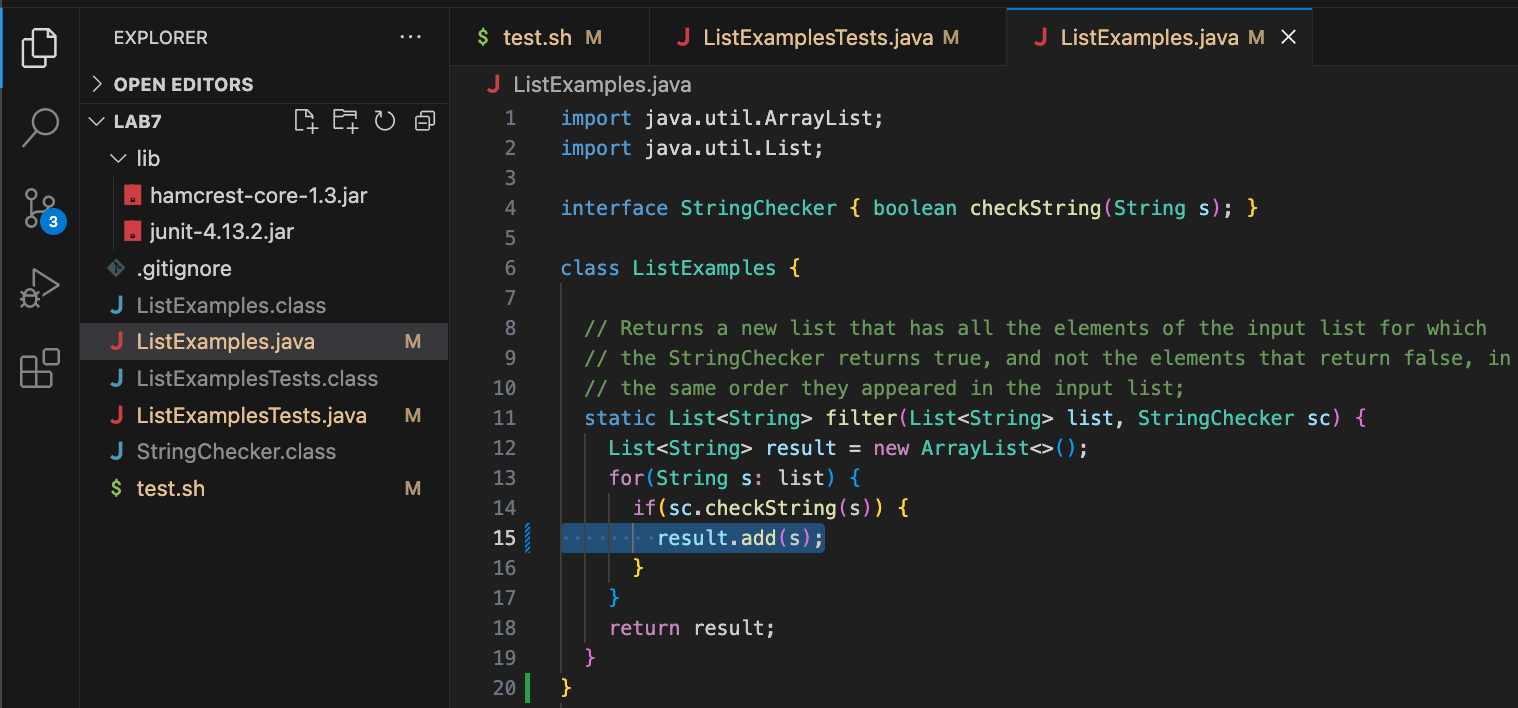 EXPLORER ...
OPEN EDITORS
LAB7
lib
hamcrest-core-1.3.jar
junit-4.13.2.jar
.gitignore
J ListExamples.class
J ListExamples.java M
J ListExamplesTests.class
J ListExamplesTests.java M
J StringChecker.class
$ test.sh M
3
$ test.sh M J ListExamplesTests.java M J ListExamples.java M
J ListExamples.java
1 import java.util.ArrayList;
2 import java.util.List;
3
4 interface StringChecker { boolean checkString(String s); }
5
6 class ListExamples {
7
8 // Returns a new list that has all the elements of the input list for which
9 // the StringChecker returns true, and not the elements that return false, in
10 // the same order they appeared in the input list;
11 static List<String> filter(List<String> list, StringChecker sc) {
12 List<String> result = new ArrayList<>();
13 for(String s: list) {
14 if(sc.checkString(s)) {
15 result.add(s);
16 }
17 }
18 return result;
19 }
20 }